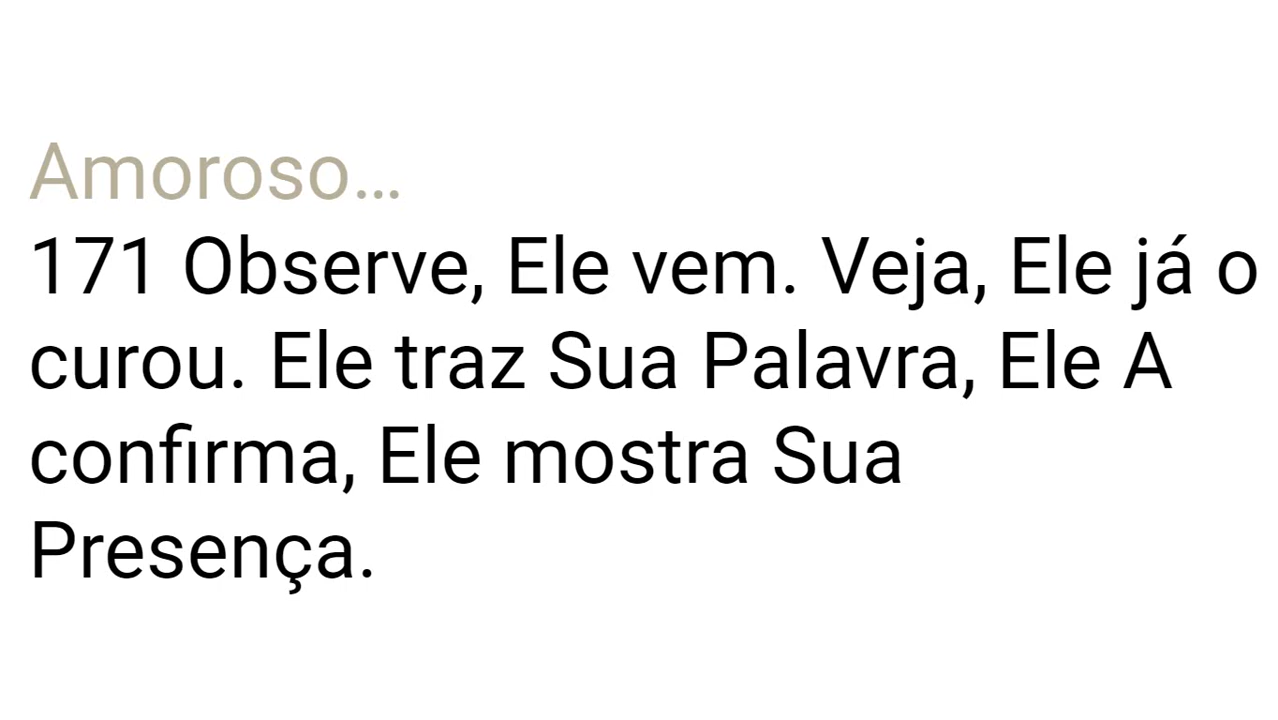 Amoroso…
171 Observe, Ele vem. Veja, Ele já o
curou. Ele traz Sua Palavra, Ele A
confirma, Ele mostra Sua
Presença.